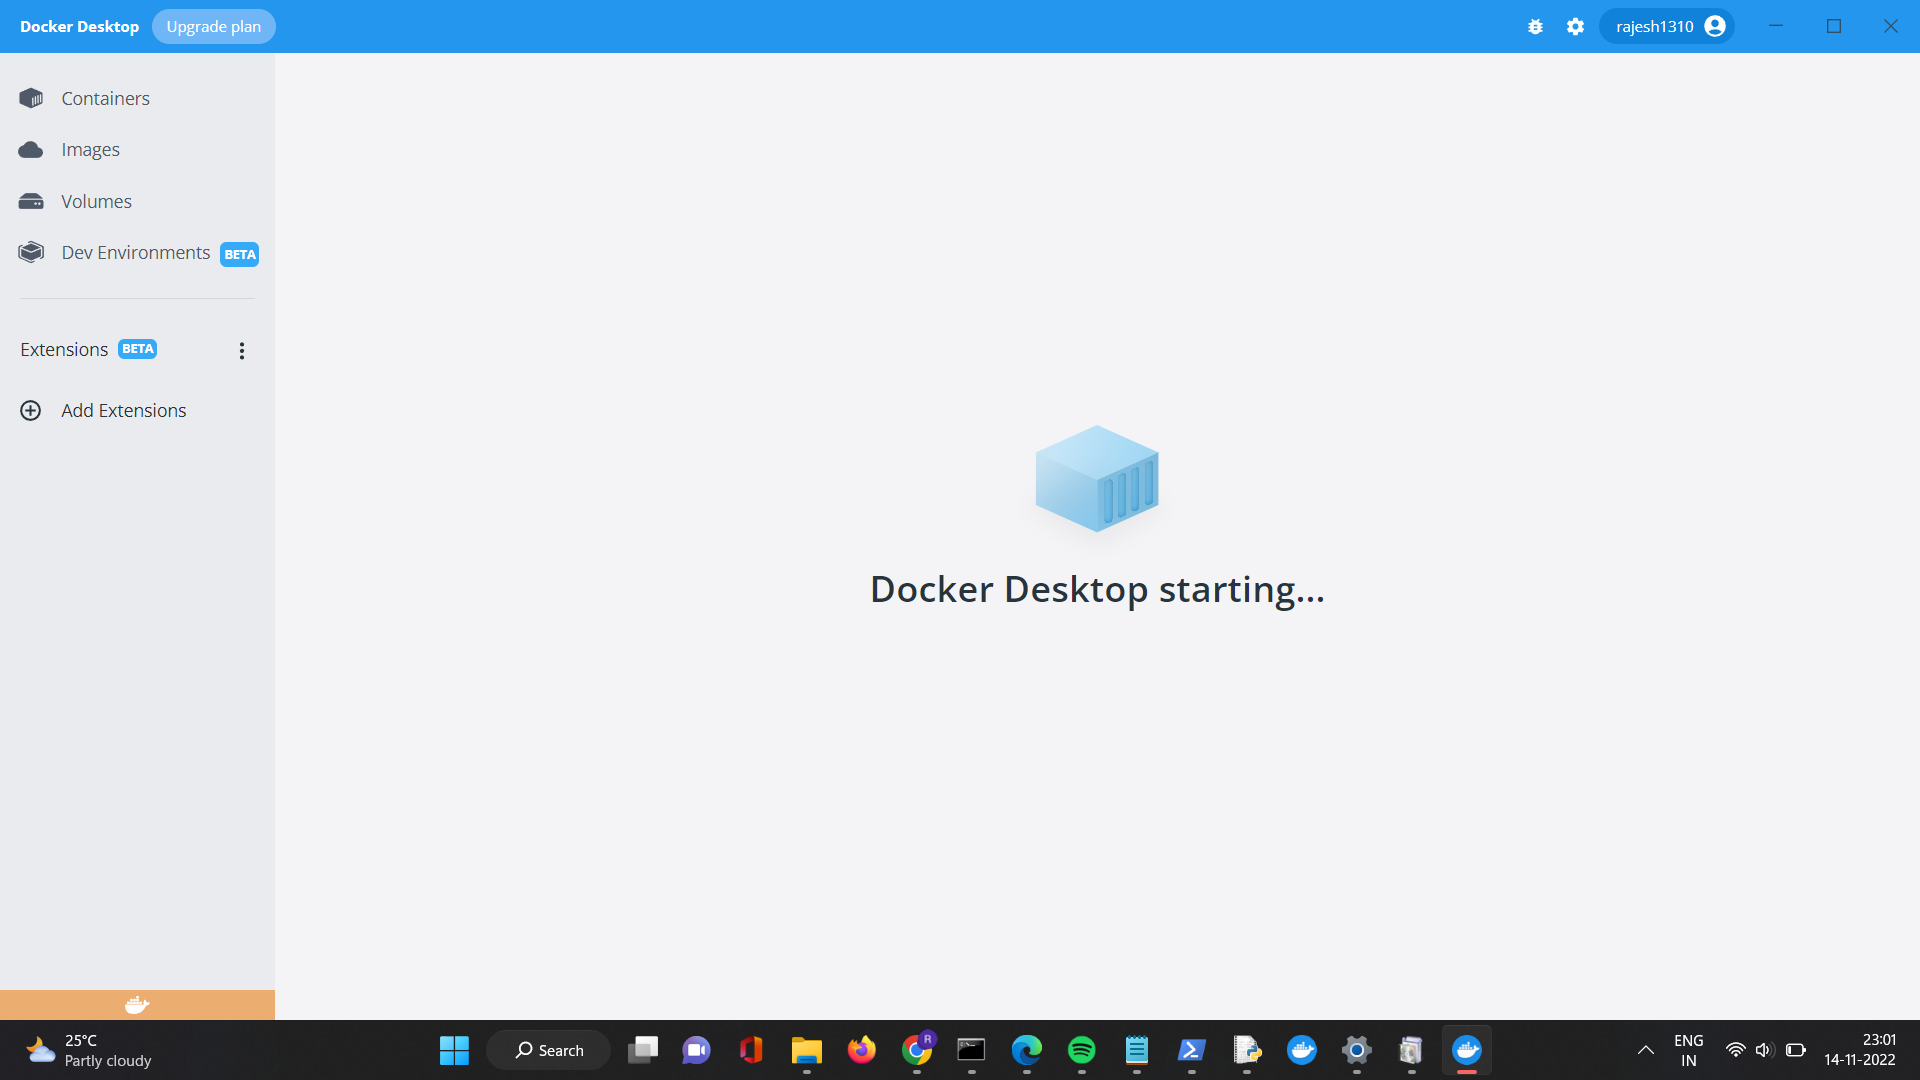 Docker Desktop
Upgrade plan
rajesh1310
Containers
Images
Volumes
Dev Environments BETA
Extensions BETA
Add Extensions
Docker Desktop starting...
25°C
Partly cloudy
Search
R
ENG
IN
23:01
14-11-2022